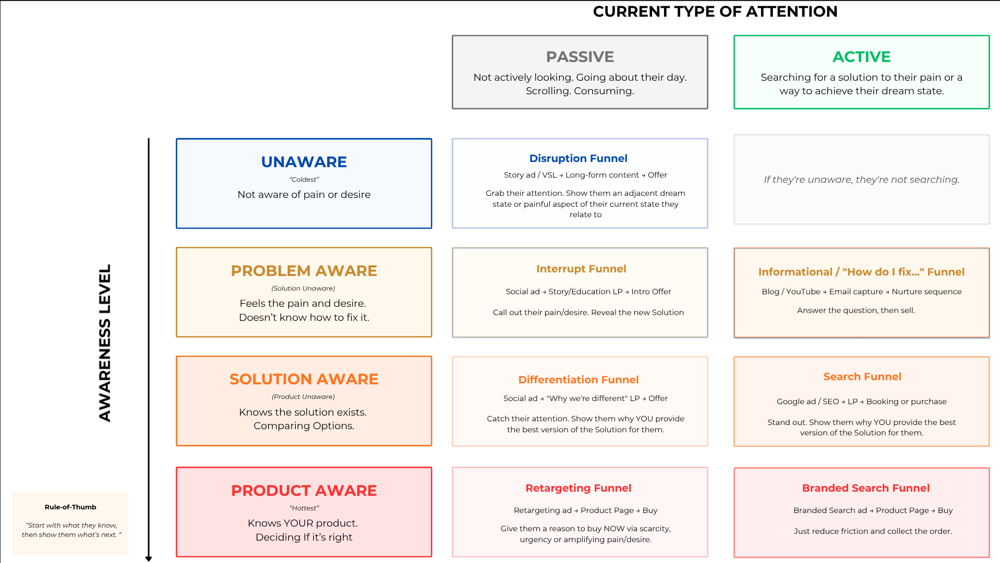 CURRENT TYPE OF ATTENTION
PASSIVE
Not actively looking. Going about their day.
Scrolling. Consuming.
ACTIVE
Searching for a solution to their pain or a
way to achieve their dream state.
AWARENESS LEVEL
UNAWARE
“Coldest”
Not aware of pain or desire
Disruption Funnel
Story ad / VSL → Long-form content → Offer
Grab their attention. Show them an adjacent dream
state or painful aspect of their current state they
relate to
If they're unaware, they're not searching.
PROBLEM AWARE
(Solution Unaware)
Feels the pain and desire.
Doesn’t know how to fix it.
Interrupt Funnel
Social ad → Story/Education LP → Intro Offer
Call out their pain/desire. Reveal the new Solution
Informational / "How do I fix..." Funnel
Blog / YouTube → Email capture → Nurture sequence
Answer the question, then sell.
SOLUTION AWARE
(Product Unaware)
Knows the solution exists.
Comparing Options.
Differentiation Funnel
Social ad → "Why we're different" LP → Offer
Catch their attention. Show them why YOU provide
the best version of the Solution for them.
Search Funnel
Google ad / SEO → LP → Booking or purchase
Stand out. Show them why YOU provide the best
version of the Solution for them.
PRODUCT AWARE
“Hottest”
Knows YOUR product.
Deciding If it’s right
Retargeting Funnel
Retargeting ad → Product Page → Buy
Give them a reason to buy NOW via scarcity,
urgency or amplifying pain/desire.
Branded Search Funnel
Branded Search ad → Product Page → Buy
Just reduce friction and collect the order.
Rule-of-Thumb
“Start with what they know,
then show them what’s next. “